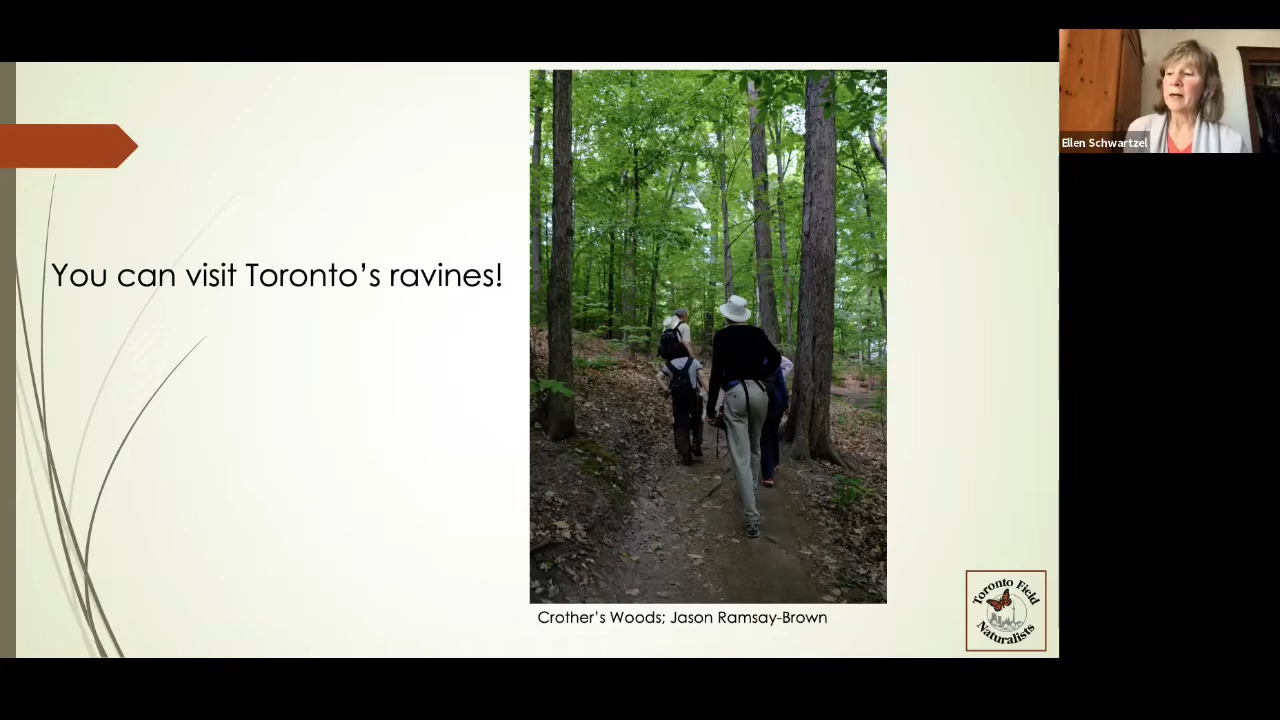 You can visit Toronto's ravines!
Ellen Schwartzel
Crother's Woods; Jason Ramsay-Brown
Toronto Field
Naturalists